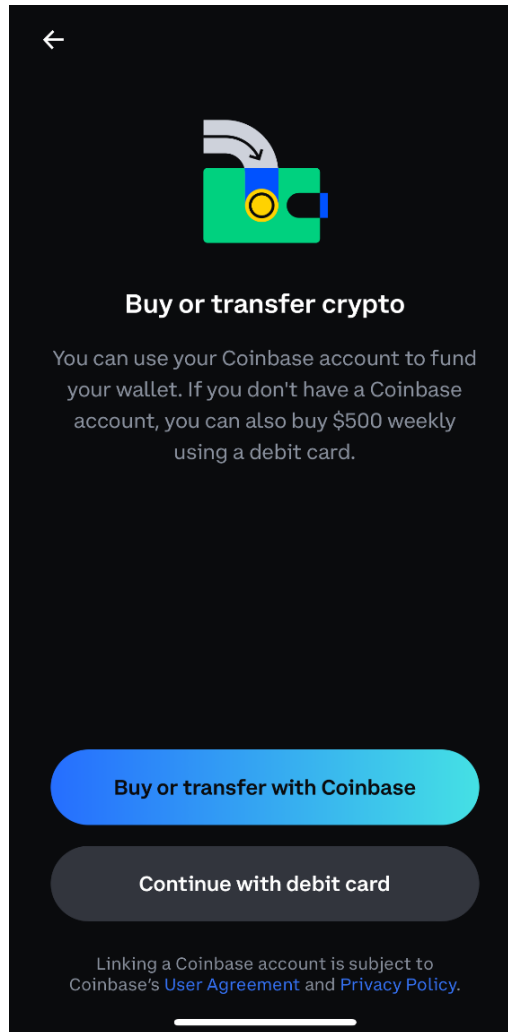 Buy or transfer crypto
You can use your Coinbase account to fund
your wallet. If you don't have a Coinbase
account, you can also buy $500 weekly
using a debit card.
Buy or transfer with Coinbase
Continue with debit card
Linking a Coinbase account is subject to
Coinbase’s User Agreement and Privacy Policy.